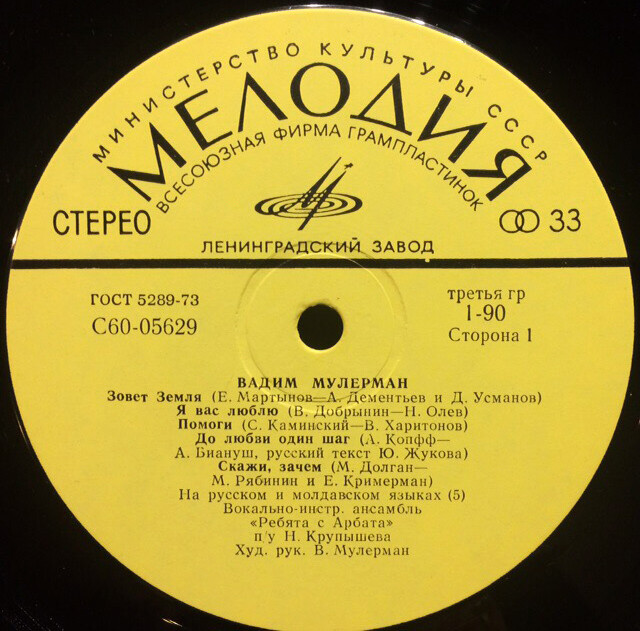 МИНИСТЕРСТВО КУЛЬТУРЫ СССР
МЕЛОДИЯ
ВСЕСОЮЗНАЯ ФИРМА ГРАМПЛАСТИНОК
СТЕРЕО
33
ЛЕНИНГРАДСКИЙ ЗАВОД
ГОСТ 5289-73
С60-05629
третья гр
1-90
Сторона 1
ВАДИМ МУЛЕРМАН
Зовет Земля (Е. Мартынов—А. Дементьев и Д. Усманов)
Я вас люблю (В. Добрынин—Н. Олев)
Помоги (С. Каминский—В. Харитонов)
До любви один шаг (А. Копфф—
А. Биануш, русский текст Ю. Жукова)
Скажи, зачем (М. Долган—
М. Рябинин и Е. Кримерман)
На русском и молдавском языках (5)
Вокально-инстр. ансамбль
«Ребята с Арбата»
п/у Н. Крупышева
Худ. рук. В. Мулерман